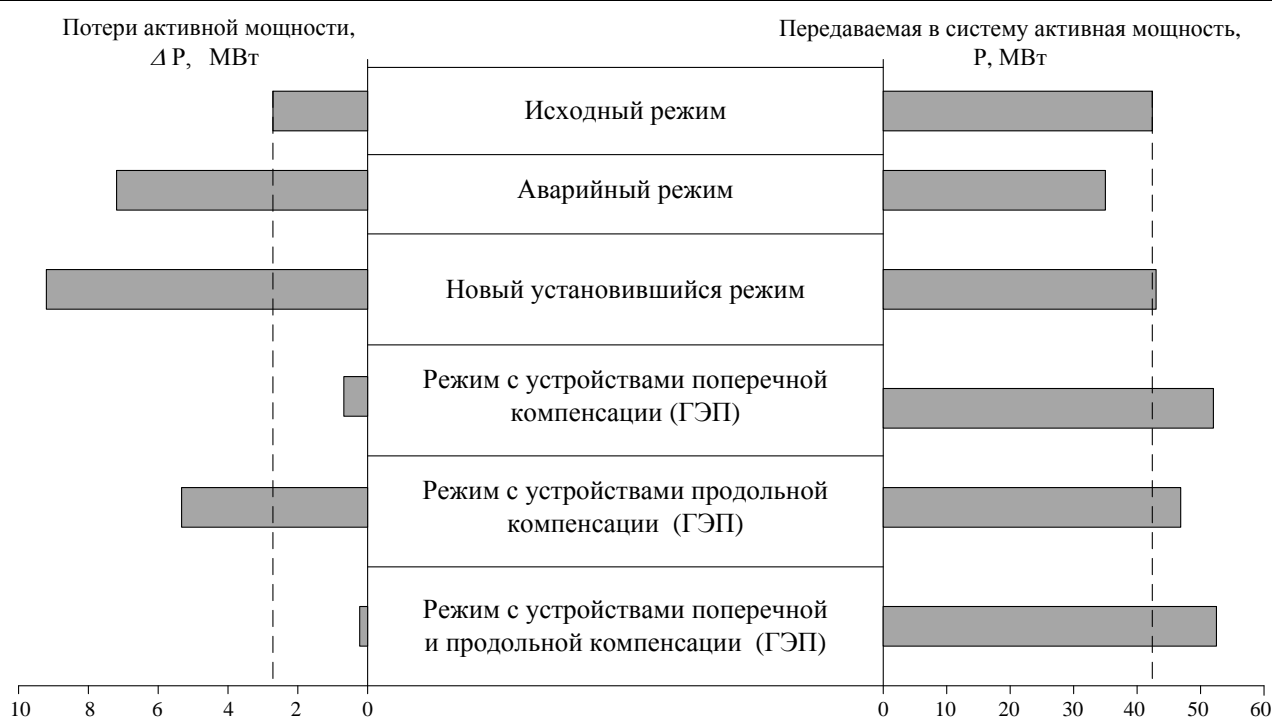 Потери активной мощности,
Δ P, МВт
Передаваемая в систему активная мощность,
P, МВт
Исходный режим
Аварийный режим
Новый установившийся режим
Режим с устройствами поперечной
компенсации (ГЭП)
Режим с устройствами продольной
компенсации (ГЭП)
Режим с устройствами поперечной
и продольной компенсации (ГЭП)
10 8 6 4 2 0
0 10 20 30 40 50 60